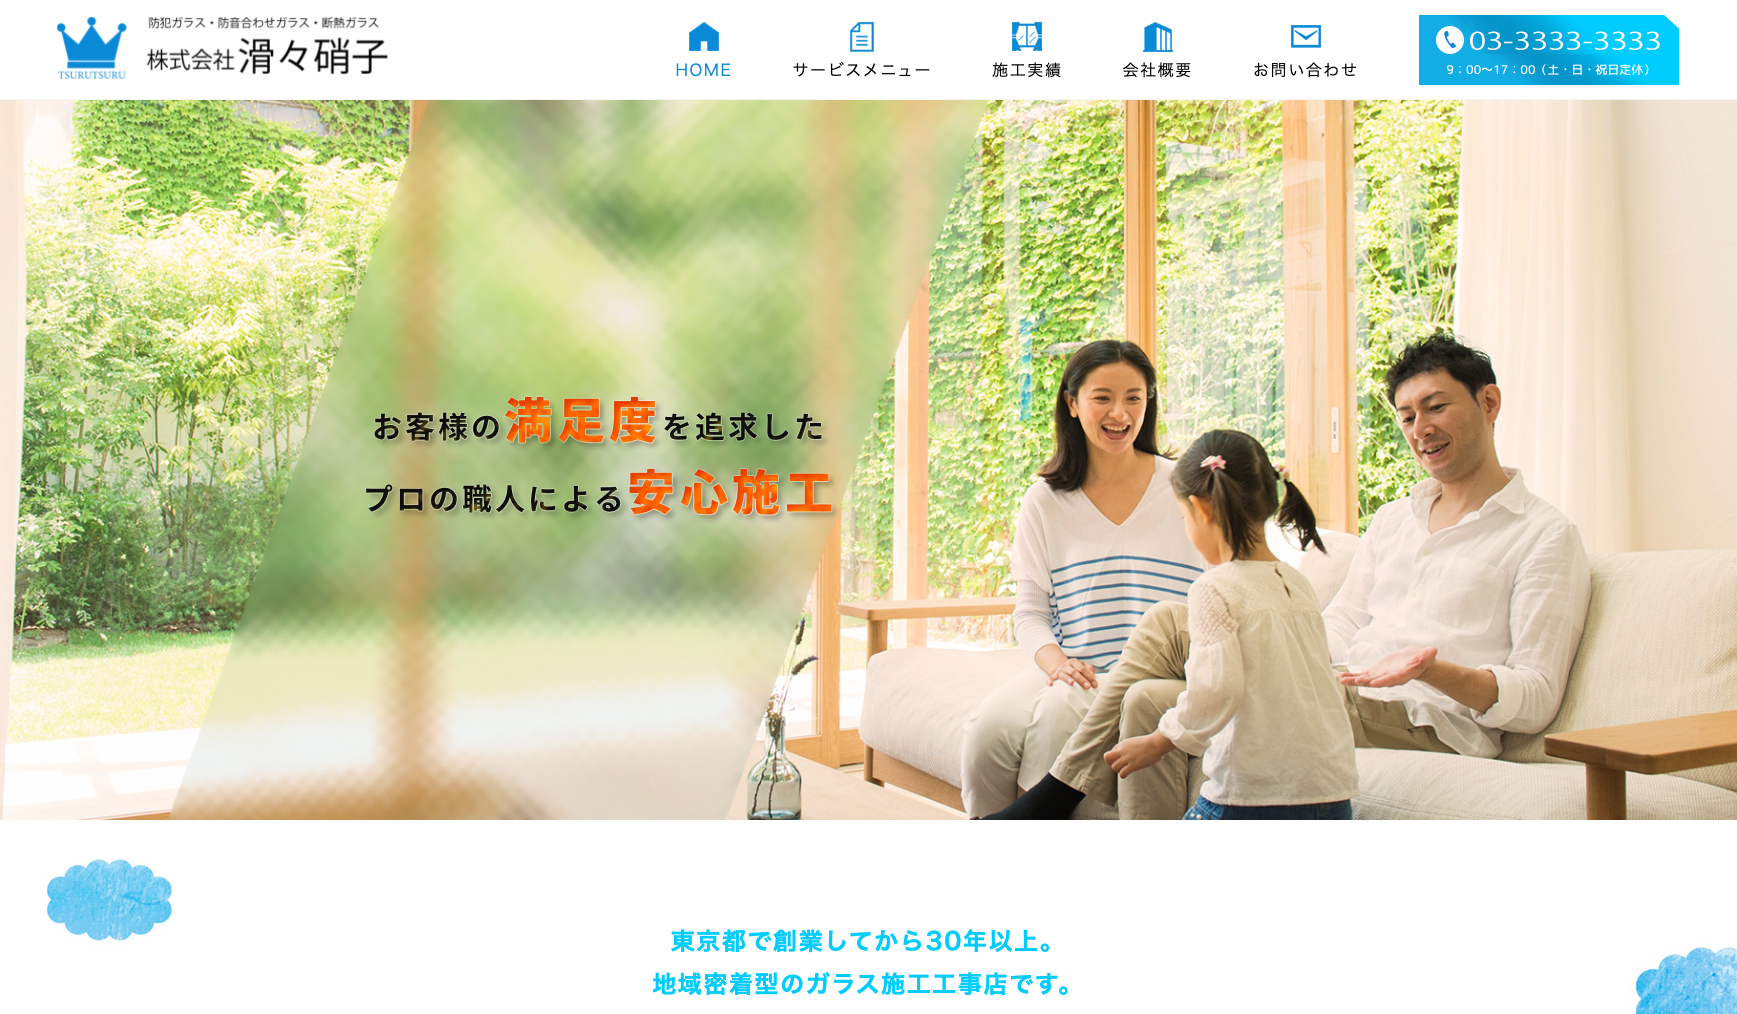 防犯ガラス・防音合わせガラス・断熱ガラス
株式会社 滑々硝子
TSURUTSURU
HOME
サービスメニュー
施工実績
会社概要
お問い合わせ
03-3333-3333
9：00〜17：00（土・日・祝日定休）
お客様の満足度を追求した
プロの職人による安心施工
東京都で創業してから30年以上。
地域密着型のガラス施工工事店です。